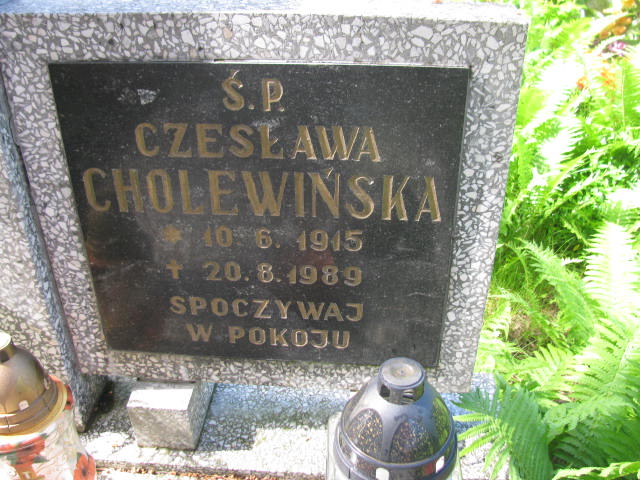 Ś.P.
CZESŁAWA
CHOLEWIŃSKA
* 10.6.1915
✝ 20.8.1989
SPOCZYWAJ
W POKOJU